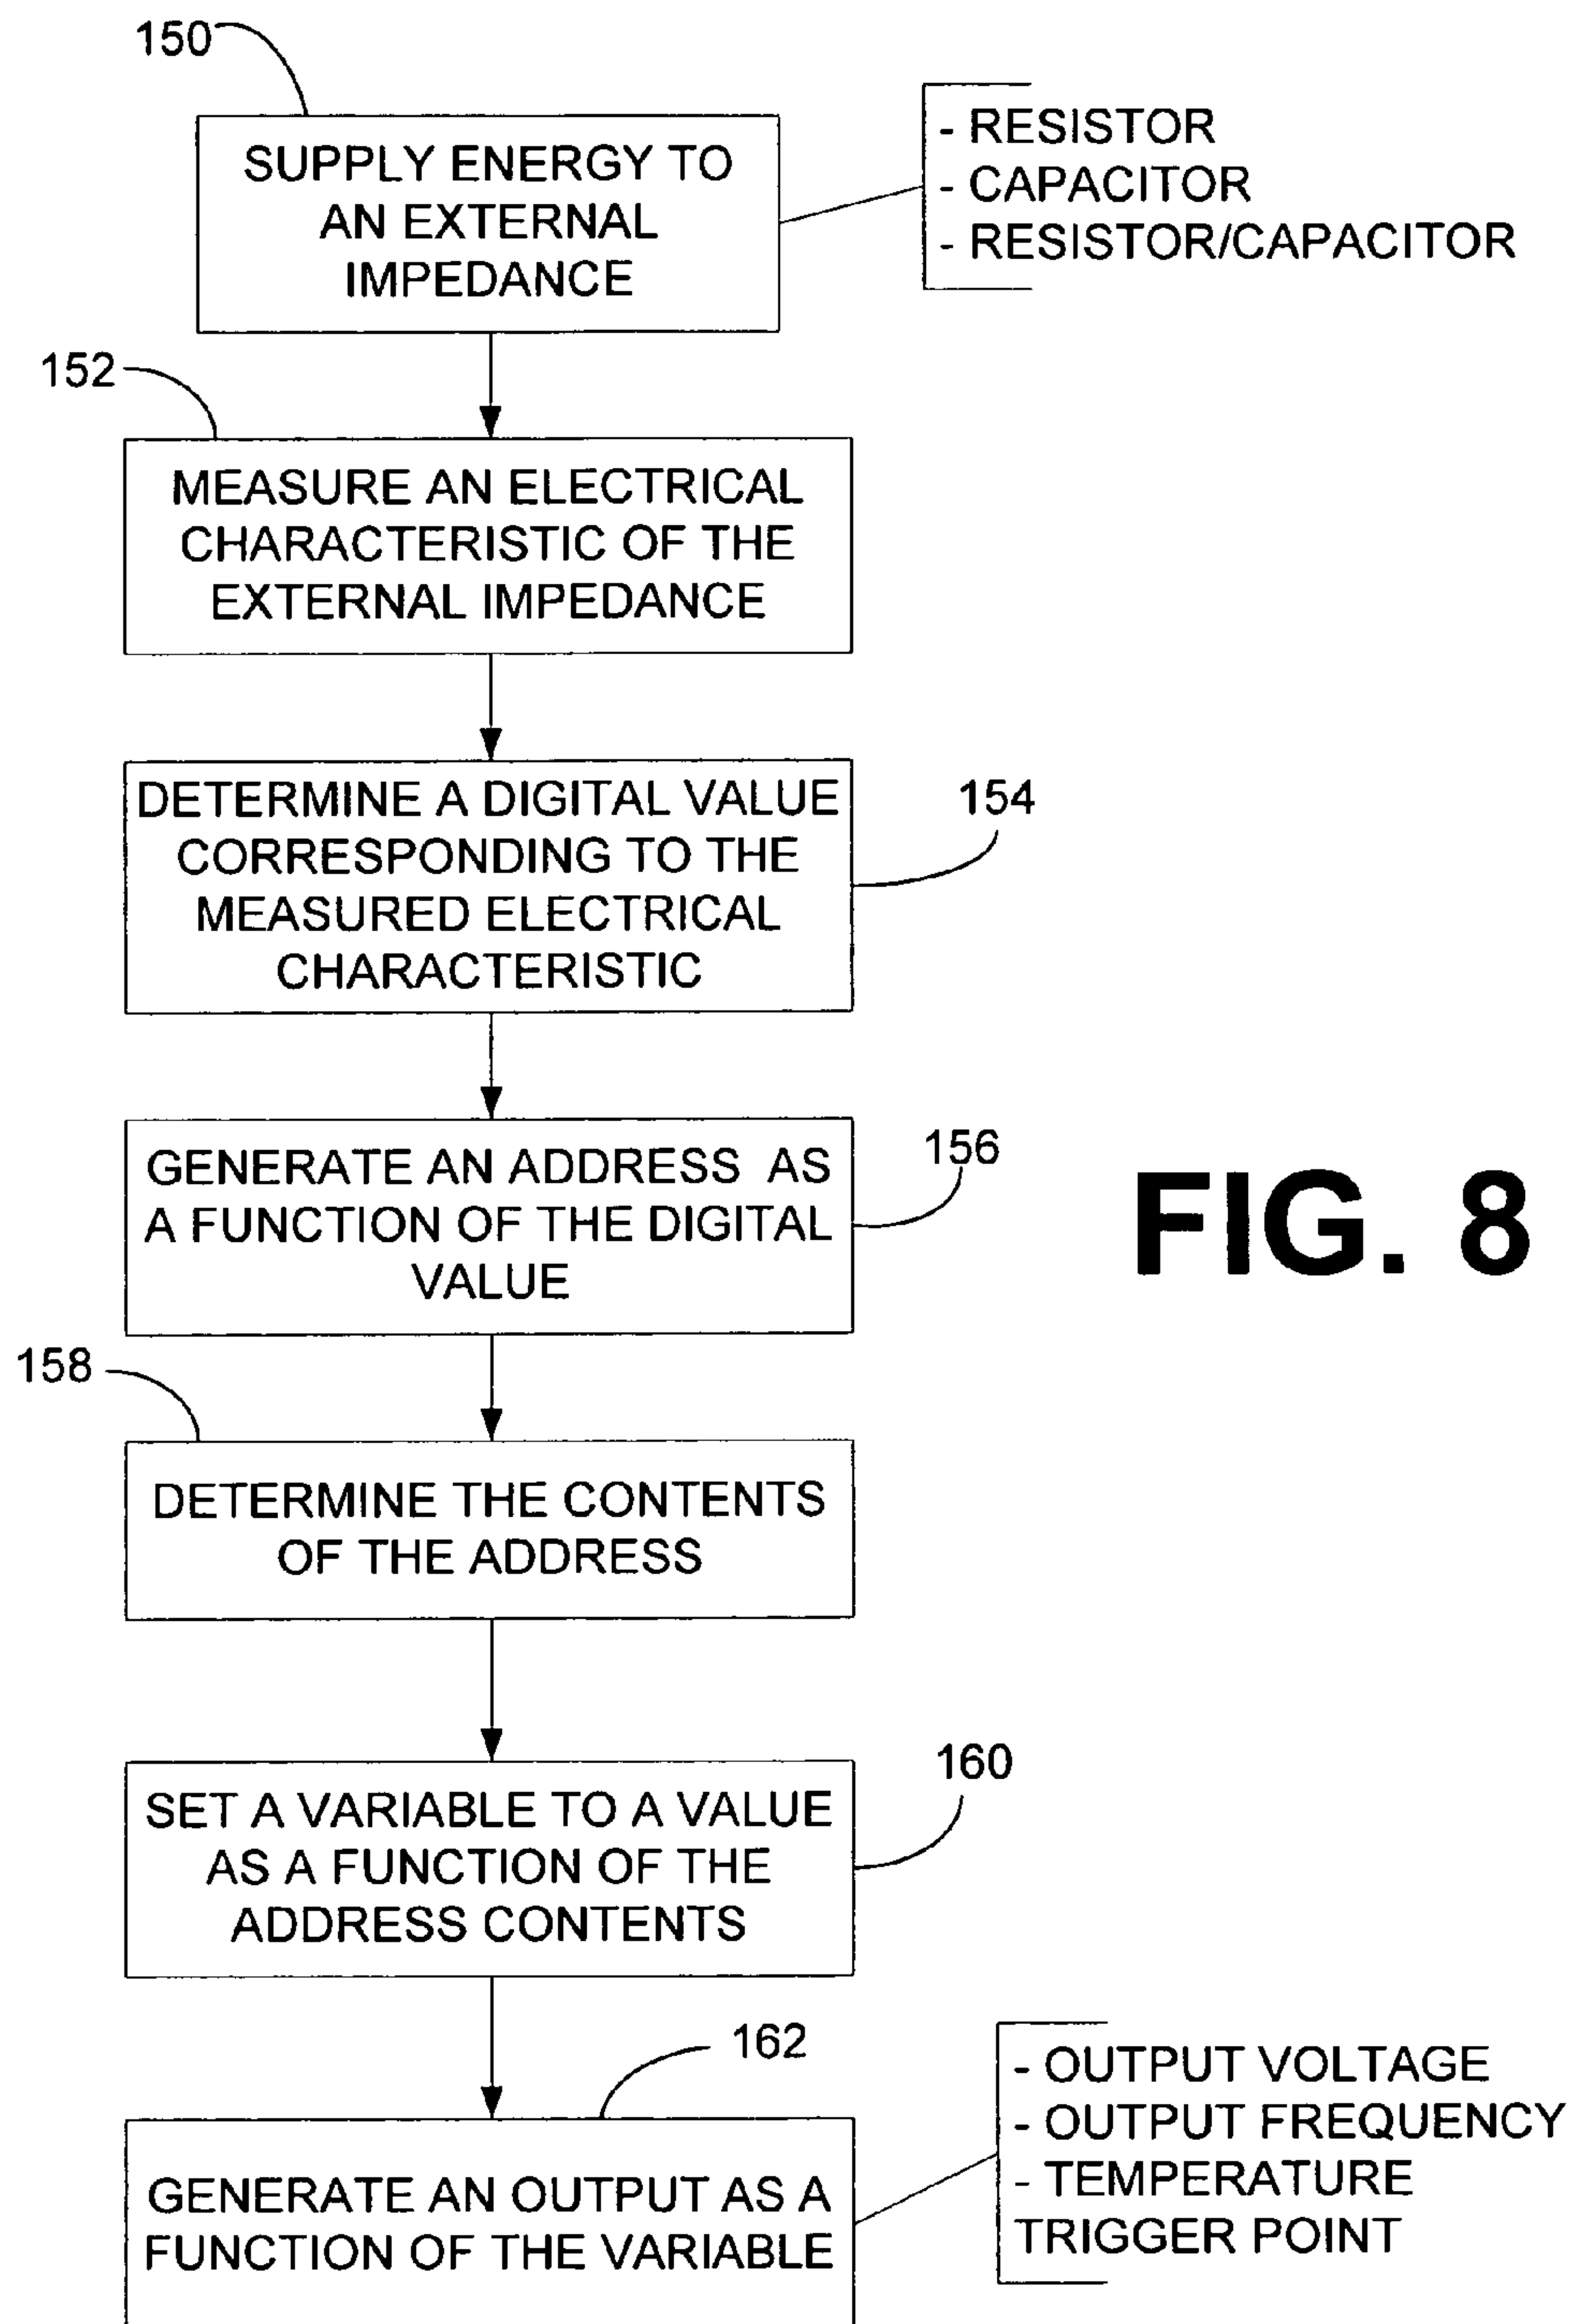 150
SUPPLY ENERGY TO
AN EXTERNAL
IMPEDANCE
- RESISTOR
- CAPACITOR
- RESISTOR/CAPACITOR
152
MEASURE AN ELECTRICAL
CHARACTERISTIC OF THE
EXTERNAL IMPEDANCE
154
DETERMINE A DIGITAL VALUE
CORRESPONDING TO THE
MEASURED ELECTRICAL
CHARACTERISTIC
156
GENERATE AN ADDRESS AS
A FUNCTION OF THE DIGITAL
VALUE
FIG. 8
158
DETERMINE THE CONTENTS
OF THE ADDRESS
160
SET A VARIABLE TO A VALUE
AS A FUNCTION OF THE
ADDRESS CONTENTS
162
GENERATE AN OUTPUT AS A
FUNCTION OF THE VARIABLE
- OUTPUT VOLTAGE
- OUTPUT FREQUENCY
- TEMPERATURE
TRIGGER POINT